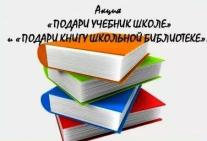 Акция
«ПОДАРИ УЧЕБНИК ШКОЛЕ»
и «ПОДАРИ КНИГУ ШКОЛЬНОЙ БИБЛИОТЕКЕ»